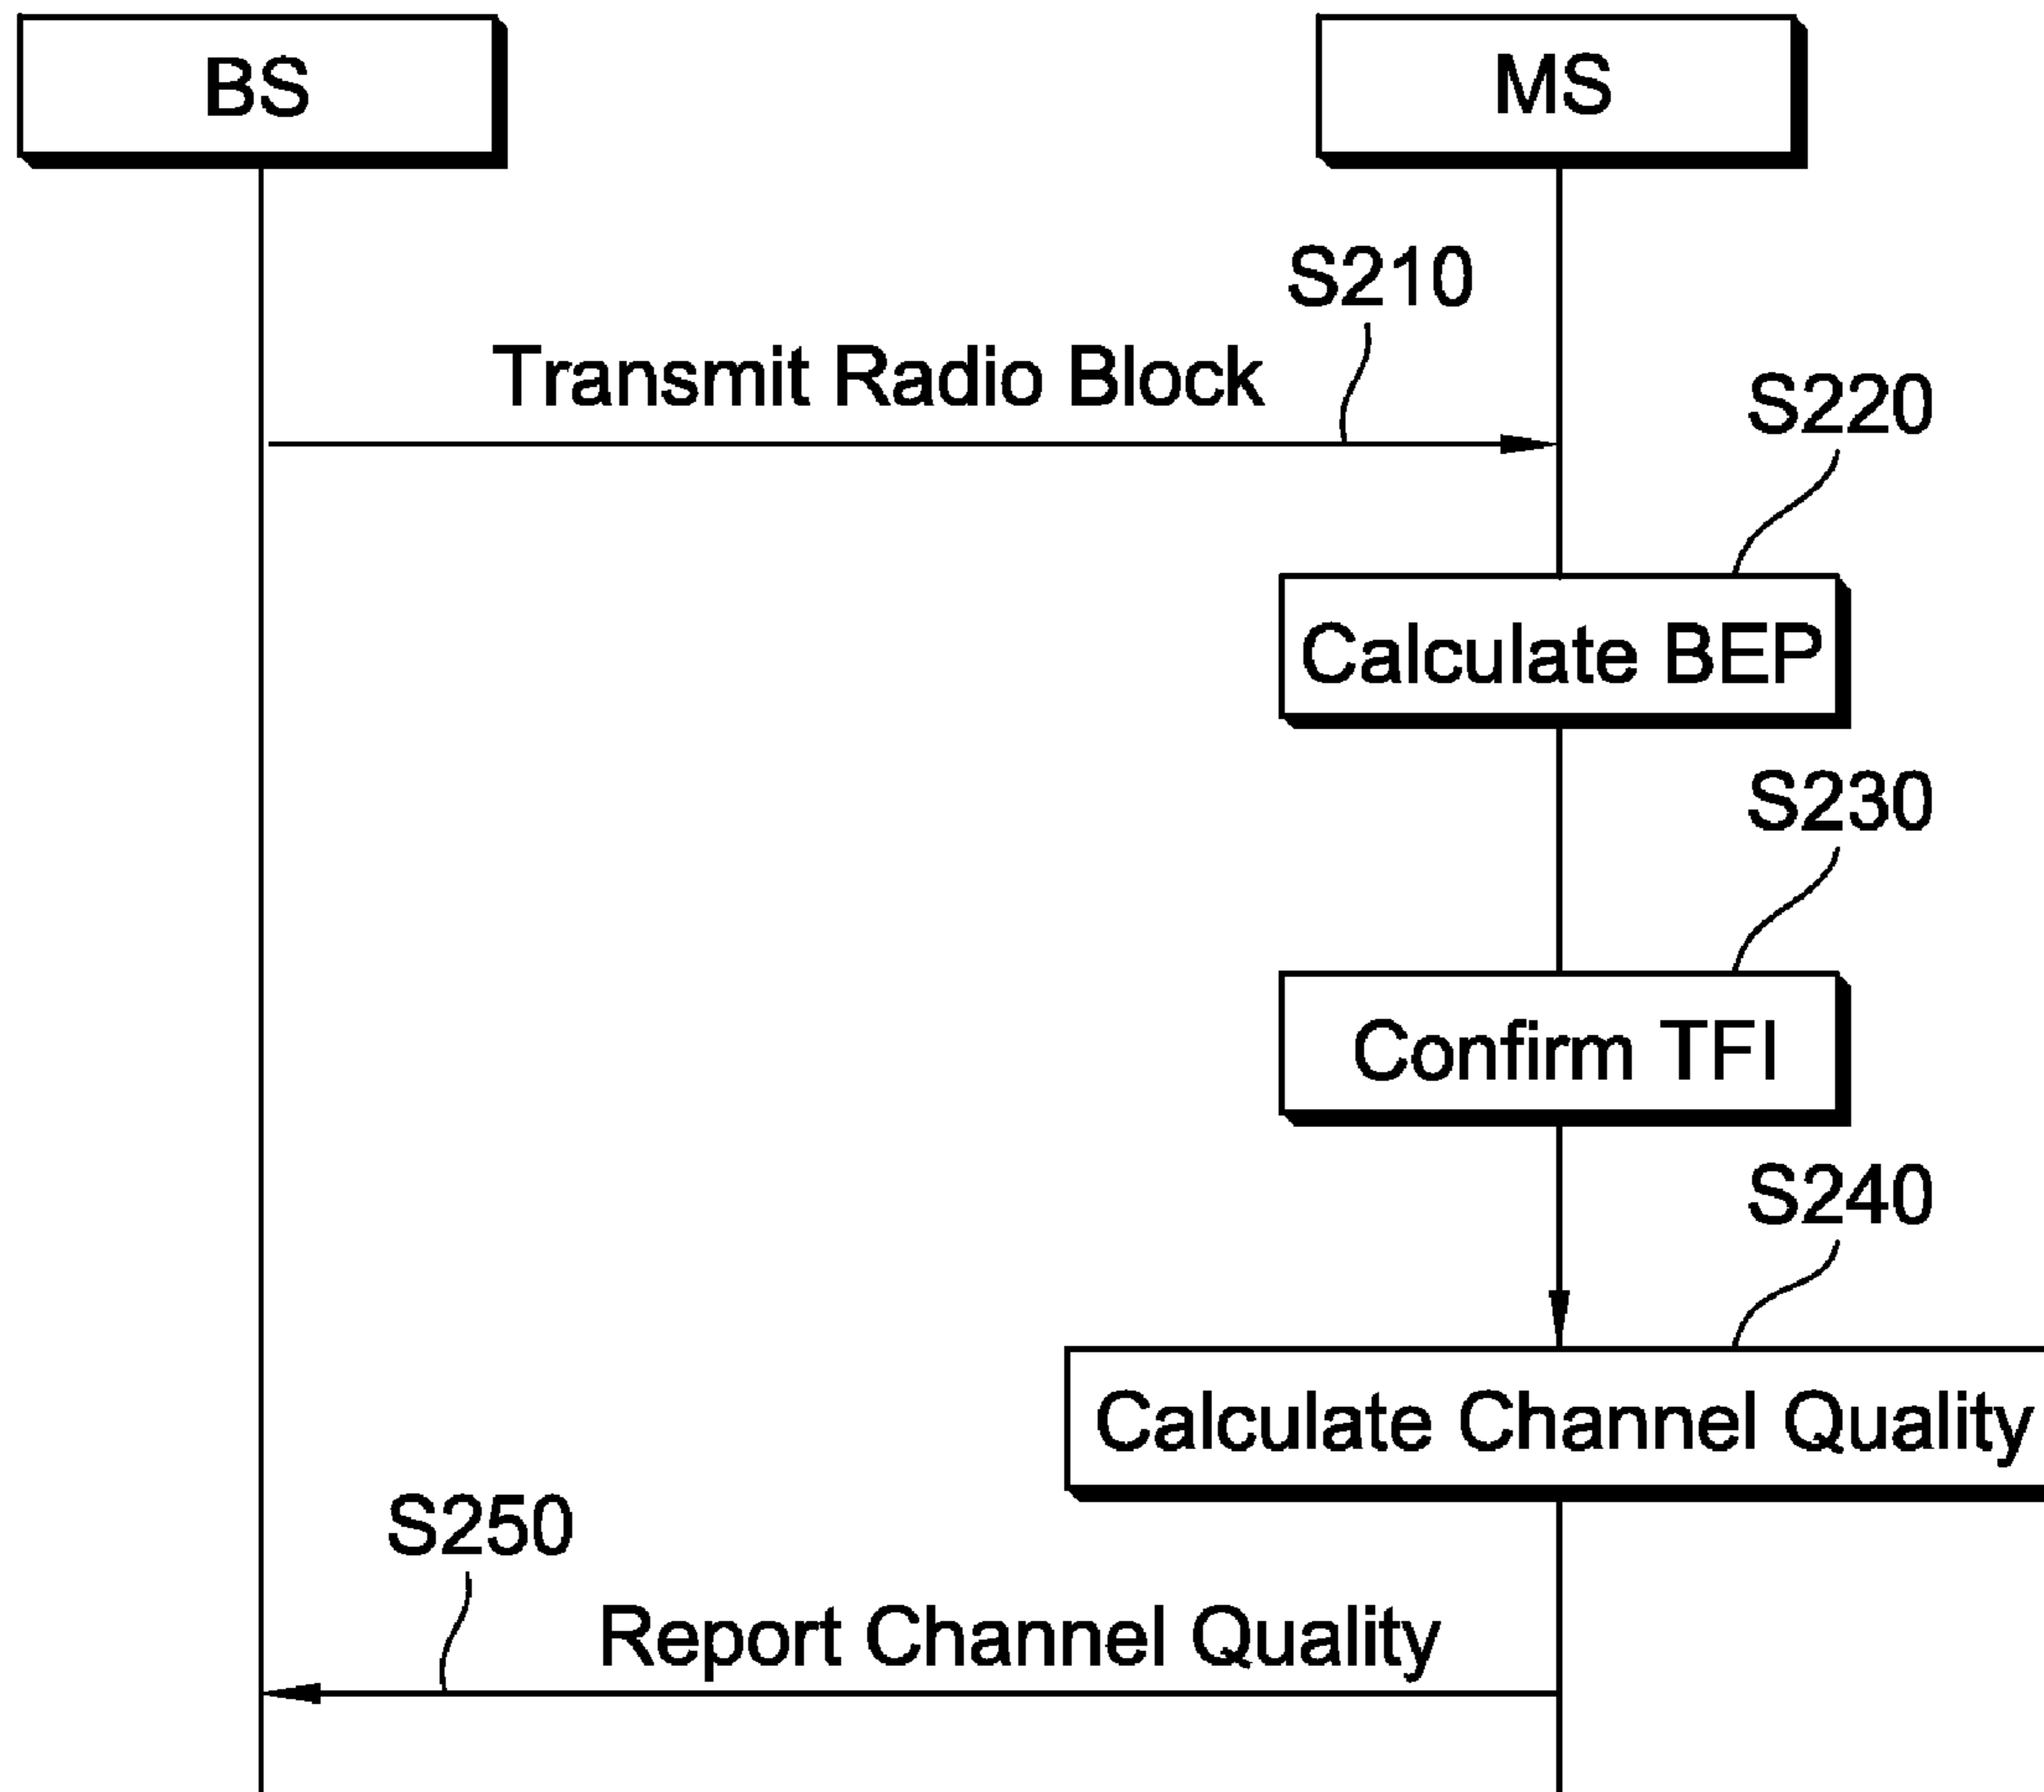 BS
MS
S210
Transmit Radio Block
S220
Calculate BEP
S230
Confirm TFI
S240
Calculate Channel Quality
S250
Report Channel Quality